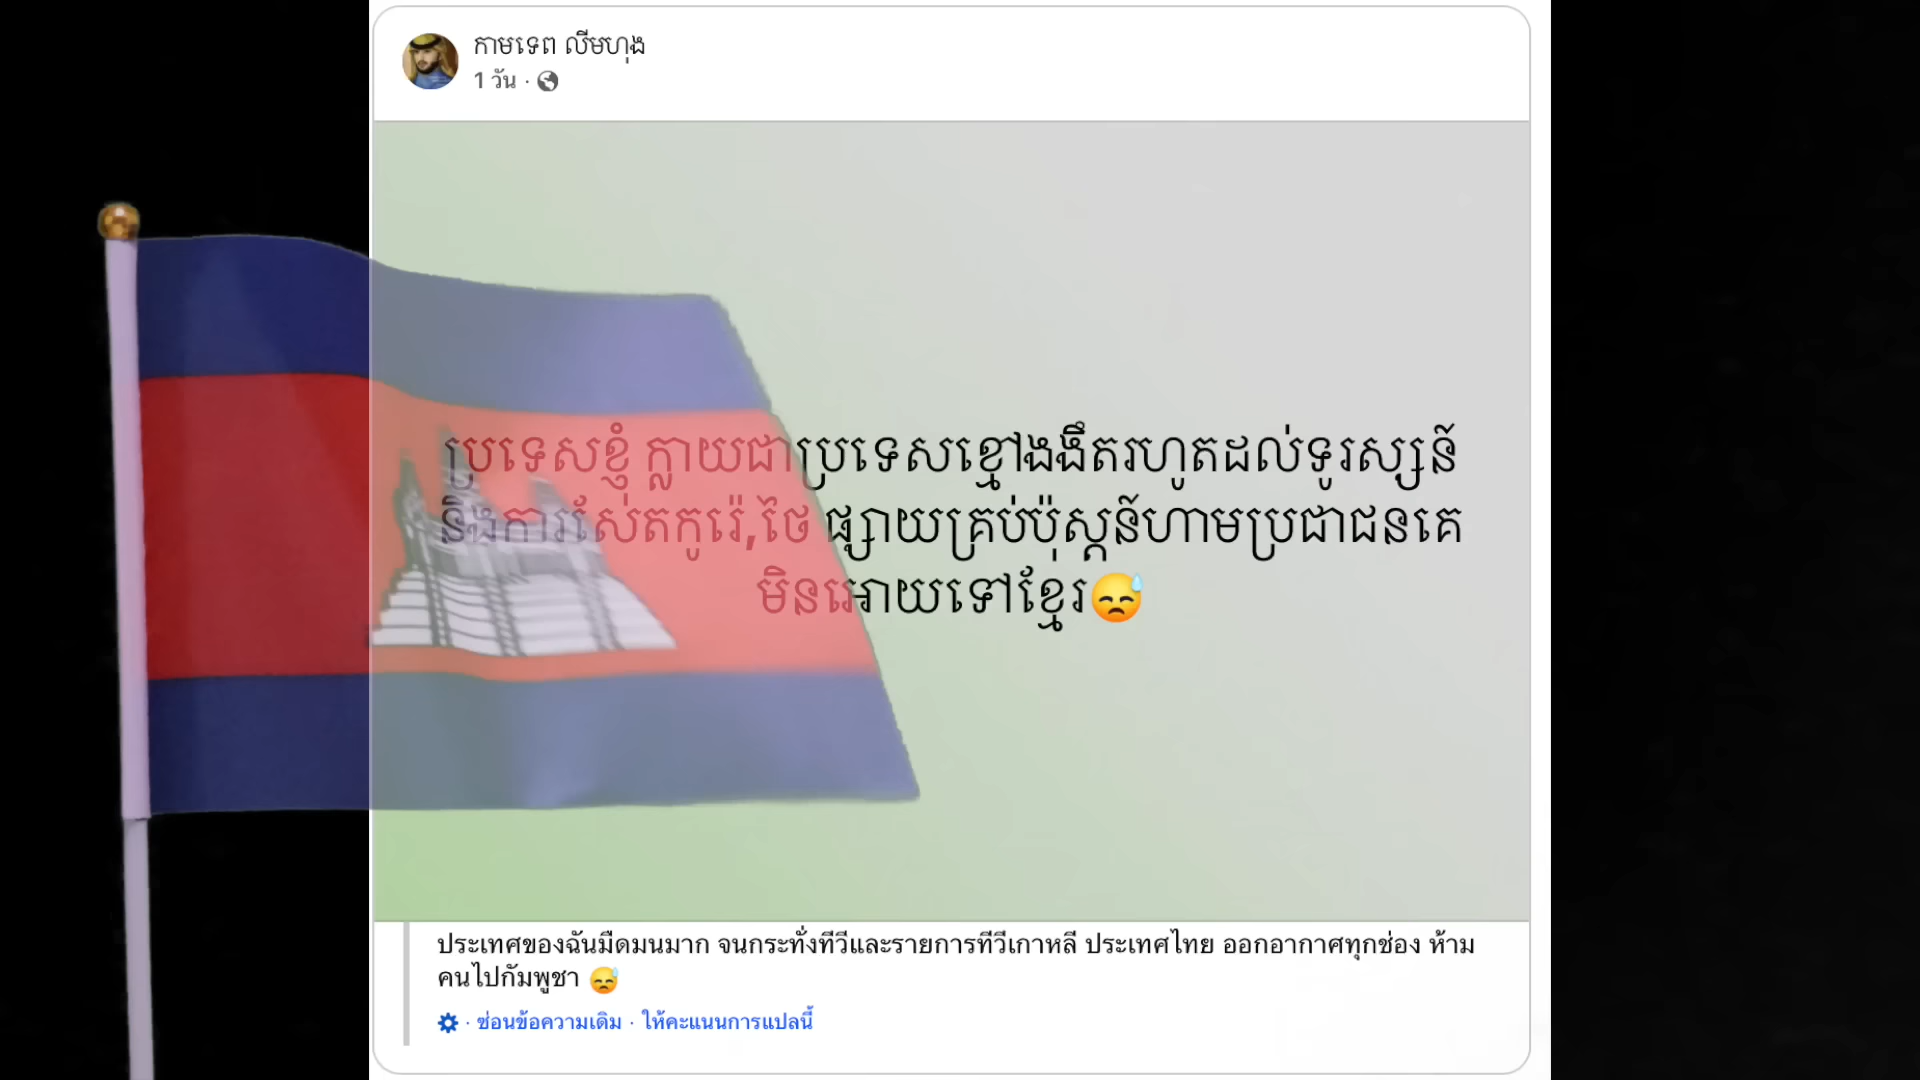 កាមទេព លីមហុង
1 วัน ·
ប្រទេសខ្ញុំ ក្លាយជាប្រទេសខ្មៅងងឹតរហូតដល់ទូរស្សន៍
និងការសែតកូរ៉េ,ថៃ ផ្សាយគ្រប់ប៉ុស្តន៍ហាមប្រជាជនគេ
មិនអោយទៅខ្មែរ😓
ประเทศของฉันมืดมนมาก จนกระทั่งทีวีและรายการทีวีเกาหลี ประเทศไทย ออกอากาศทุกช่อง ห้าม
คนไปกัมพูชา 😓
· ซ่อนข้อความเดิม · ให้คะแนนการแปลนี้